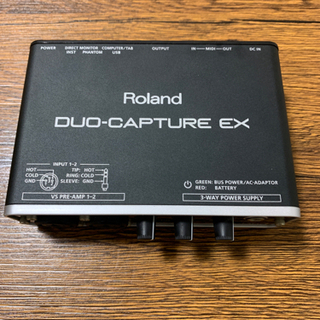 POWER DIRECT MONITOR COMPUTER/TAB OUTPUT IN MIDI OUT DC IN
INST PHANTOM USB
Roland
DUO-CAPTURE EX
INPUT 1-2
HOT TIP: HOT
COLD RING: COLD
GND SLEEVE: GND
VS PRE-AMP 1-2
GREEN: BUS POWER/AC-ADAPTOR
RED: BATTERY
3-WAY POWER SUPPLY